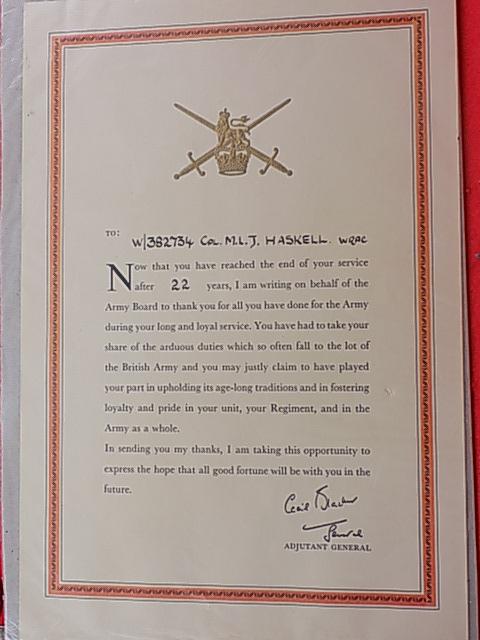 TO:
W/382734 COL. M.L.J. HASKELL. WRAC
Now that you have reached the end of your service
after 22 years, I am writing on behalf of the
Army Board to thank you for all you have done for the Army
during your long and loyal service. You have had to take your
share of the arduous duties which so often fall to the lot of
the British Army and you may justly claim to have played
your part in upholding its age-long traditions and in fostering
loyalty and pride in your unit, your Regiment, and in the
Army as a whole.
In sending you my thanks, I am taking this opportunity to
express the hope that all good fortune will be with you in the
future.
Cecil Blacker
General
ADJUTANT GENERAL